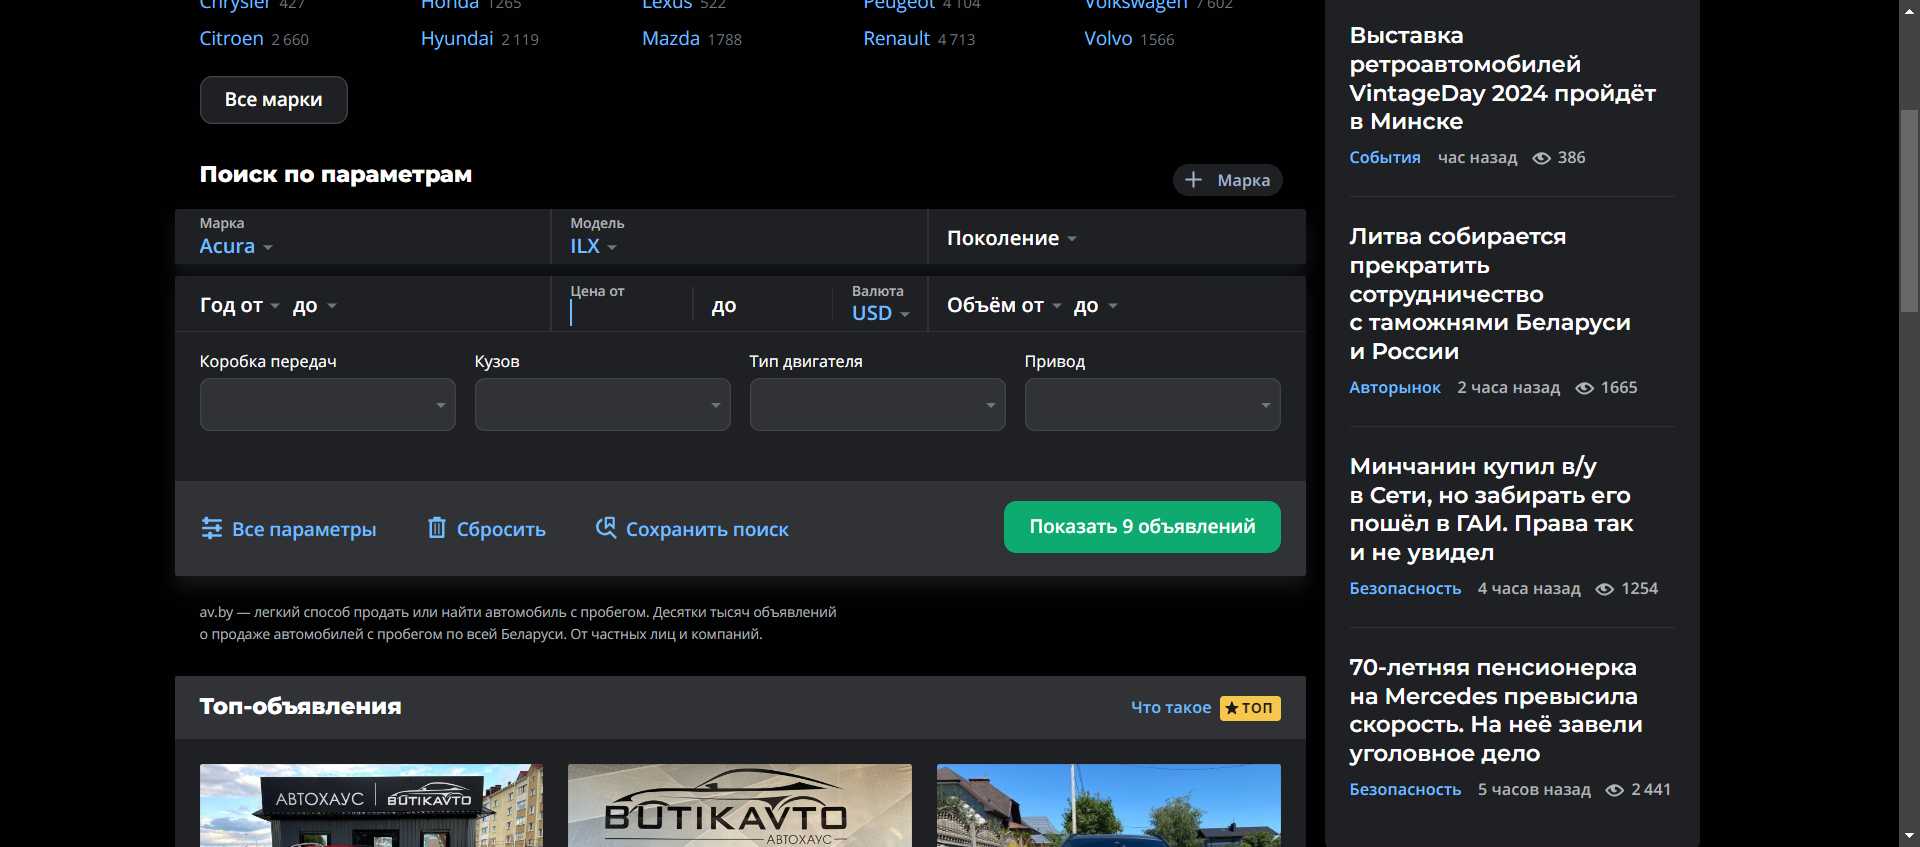 Chrysler 427
Honda 1265
Lexus 522
Peugeot 4 104
Volkswagen 7 602
Citroen 2 660
Hyundai 2 119
Mazda 1788
Renault 4 713
Volvo 1566
Все марки
Поиск по параметрам
Марка
Марка
Acura
Модель
ILX
Поколение
Год от
до
Цена от
до
Валюта
USD
Объём от
до
Коробка передач
Кузов
Тип двигателя
Привод
Все параметры
Сбросить
Сохранить поиск
Показать 9 объявлений
av.by — легкий способ продать или найти автомобиль с пробегом. Десятки тысяч объявлений
о продаже автомобилей с пробегом по всей Беларуси. От частных лиц и компаний.
Топ-объявления
Что такое
ТОП
АВТОХАУС
BUTIKAVTO
BUTIKAVTO
АВТОХАУС
Выставка
ретроавтомобилей
VintageDay 2024 пройдёт
в Минске
События час назад 386
Литва собирается
прекратить
сотрудничество
с таможнями Беларуси
и России
Авторынок 2 часа назад 1665
Минчанин купил в/у
в Сети, но забирать его
пошёл в ГАИ. Права так
и не увидел
Безопасность 4 часа назад 1254
70-летняя пенсионерка
на Mercedes превысила
скорость. На неё завели
уголовное дело
Безопасность 5 часов назад 2 441